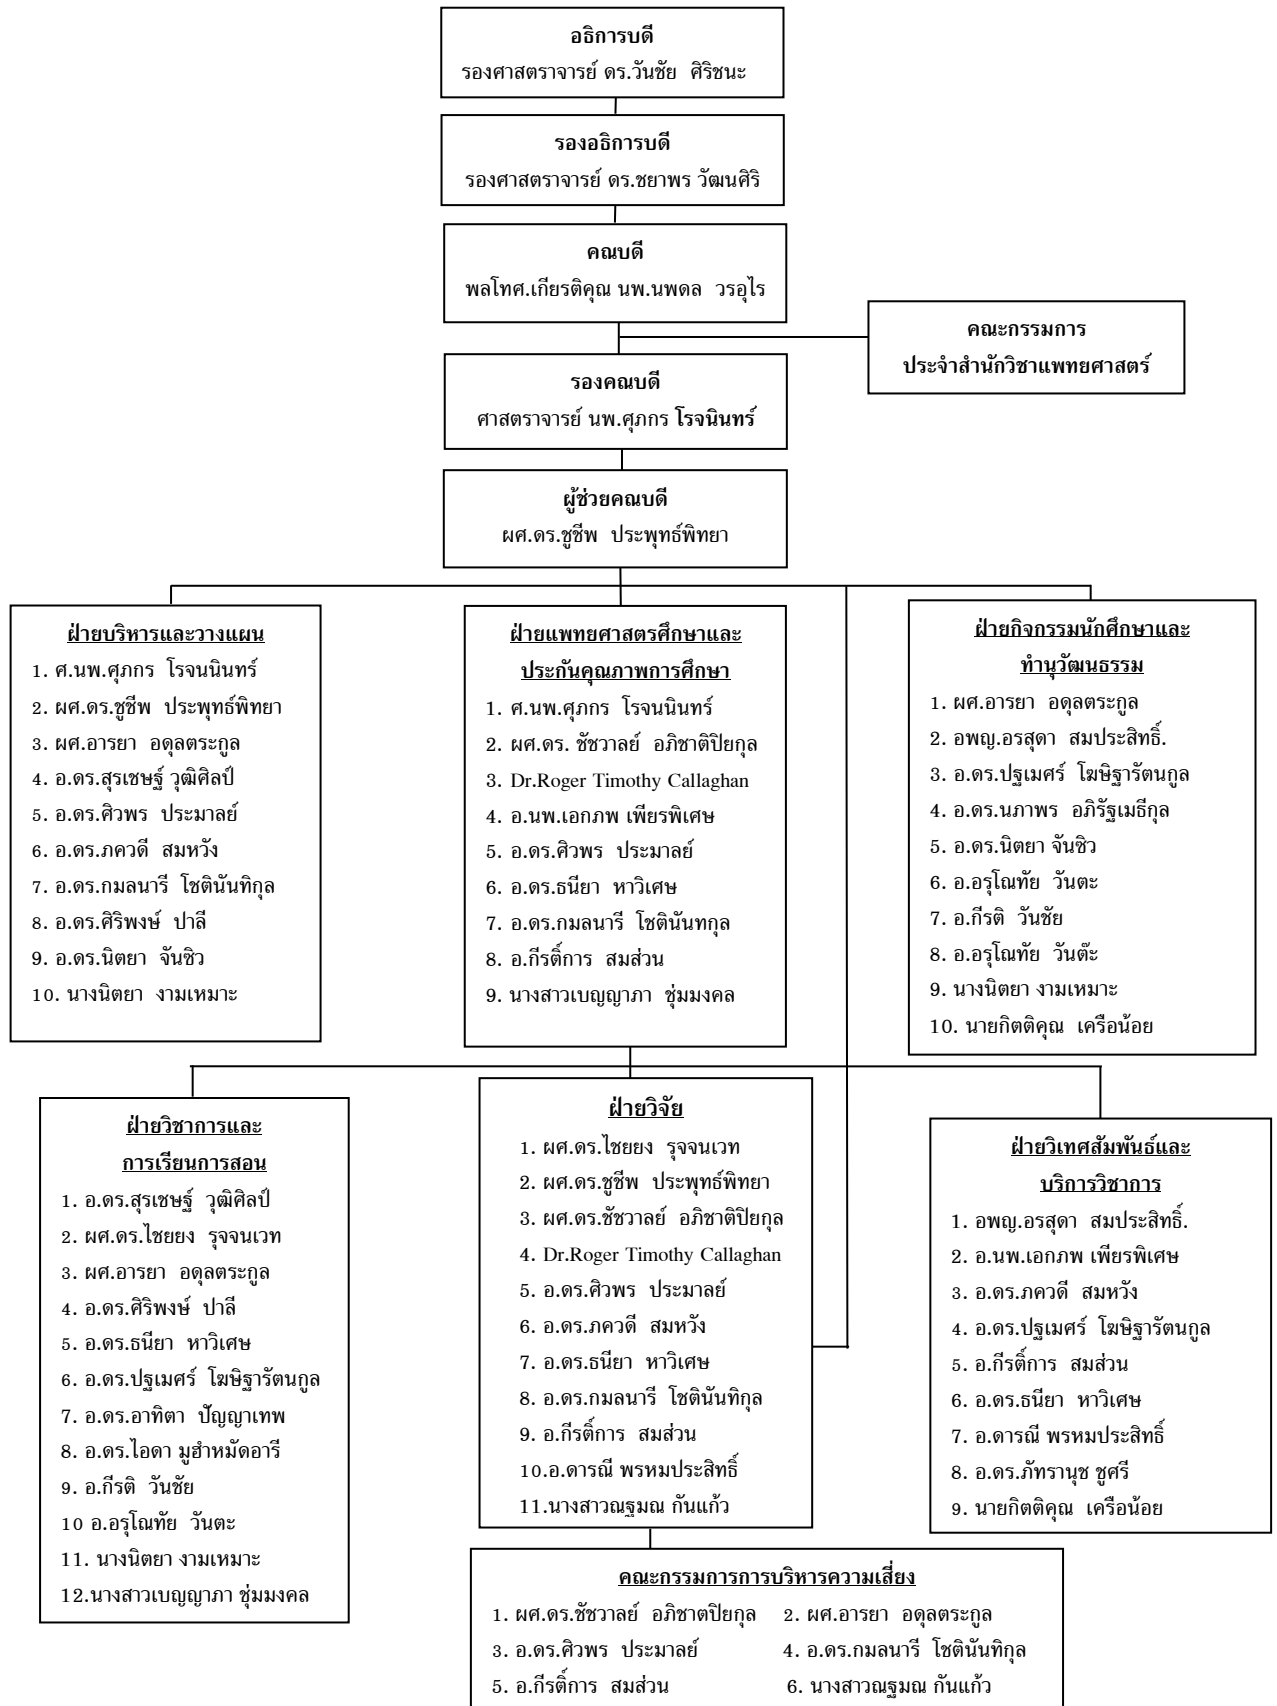 อธิการบดี
รองศาสตราจารย์ ดร.วันชัย ศิริชนะ
รองอธิการบดี
รองศาสตราจารย์ ดร.ชยาพร วัฒนศิริ
คณบดี
พลโทศ.เกียรติคุณ นพ.นพดล วรอุไร
คณะกรรมการ
ประจำสำนักวิชาแพทยศาสตร์
รองคณบดี
ศาสตราจารย์ นพ.ศุภกร โรจนินทร์
ผู้ช่วยคณบดี
ผศ.ดร.ชูชีพ ประพุทธ์พิทยา
ฝ่ายบริหารและวางแผน
1. ศ.นพ.ศุภกร โรจนนินทร์
2. ผศ.ดร.ชูชีพ ประพุทธ์พิทยา
3. ผศ.อารยา อดุลตระกูล
4. อ.ดร.สุรเชษฐ์ วุฒิศิลป์
5. อ.ดร.ศิวพร ประมาลย์
6. อ.ดร.ภควดี สมหวัง
7. อ.ดร.กมลนารี โชตินันทิกุล
8. อ.ดร.ศิริพงษ์ ปาลี
9. อ.ดร.นิตยา จันซิว
10. นางนิตยา งามเหมาะ
ฝ่ายแพทยศาสตรศึกษาและ
ประกันคุณภาพการศึกษา
1. ศ.นพ.ศุภกร โรจนนินทร์
2. ผศ.ดร. ชัชวาลย์ อภิชาติปิยกุล
3. Dr.Roger Timothy Callaghan
4. อ.นพ.เอกภพ เพียรพิเศษ
5. อ.ดร.ศิวพร ประมาลย์
6. อ.ดร.ธนียา หาวิเศษ
7. อ.ดร.กมลนารี โชตินันทกุล
8. อ.กีรติ์การ สมส่วน
9. นางสาวเบญญาภา ชุ่มมงคล
ฝ่ายกิจกรรมนักศึกษาและ
ทำนุวัฒนธรรม
1. ผศ.อารยา อดุลตระกูล
2. อพญ.อรสุดา สมประสิทธิ์.
3. อ.ดร.ปฐเมศร์ โฆษิฐารัตนกูล
4. อ.ดร.นภาพร อภิรัฐเมธีกุล
5. อ.ดร.นิตยา จันซิว
6. อ.อรุโณทัย วันตะ
7. อ.กีรติ วันชัย
8. อ.อรุโณทัย วันต๊ะ
9. นางนิตยา งามเหมาะ
10. นายกิตติคุณ เครือน้อย
ฝ่ายวิชาการและ
การเรียนการสอน
1. อ.ดร.สุรเชษฐ์ วุฒิศิลป์
2. ผศ.ดร.ไชยยง รุจจนเวท
3. ผศ.อารยา อดุลตระกูล
4. อ.ดร.ศิริพงษ์ ปาลี
5. อ.ดร.ธนียา หาวิเศษ
6. อ.ดร.ปฐเมศร์ โฆษิฐารัตนกูล
7. อ.ดร.อาทิตา ปัญญาเทพ
8. อ.ดร.ไอดา มูฮำหมัดอารี
9. อ.กีรติ วันชัย
10 อ.อรุโณทัย วันตะ
11. นางนิตยา งามเหมาะ
12.นางสาวเบญญาภา ชุ่มมงคล
ฝ่ายวิจัย
1. ผศ.ดร.ไชยยง รุจจนเวท
2. ผศ.ดร.ชูชีพ ประพุทธ์พิทยา
3. ผศ.ดร.ชัชวาลย์ อภิชาติปิยกุล
4. Dr.Roger Timothy Callaghan
5. อ.ดร.ศิวพร ประมาลย์
6. อ.ดร.ภควดี สมหวัง
7. อ.ดร.ธนียา หาวิเศษ
8. อ.ดร.กมลนารี โชตินันทิกุล
9. อ.กีรติ์การ สมส่วน
10.อ.ดารณี พรหมประสิทธิ์
11.นางสาวณฐมณ กันแก้ว
ฝ่ายวิเทศสัมพันธ์และ
บริการวิชาการ
1. อพญ.อรสุดา สมประสิทธิ์.
2. อ.นพ.เอกภพ เพียรพิเศษ
3. อ.ดร.ภควดี สมหวัง
4. อ.ดร.ปฐเมศร์ โฆษิฐารัตนกูล
5. อ.กีรติ์การ สมส่วน
6. อ.ดร.ธนียา หาวิเศษ
7. อ.ดารณี พรหมประสิทธิ์
8. อ.ดร.ภัทรานุช ชูศรี
9. นายกิตติคุณ เครือน้อย
คณะกรรมการการบริหารความเสี่ยง
1. ผศ.ดร.ชัชวาลย์ อภิชาตปิยกุล 2. ผศ.อารยา อดุลตระกูล
3. อ.ดร.ศิวพร ประมาลย์ 4. อ.ดร.กมลนารี โชตินันทิกุล
5. อ.กีรติ์การ สมส่วน 6. นางสาวณฐมณ กันแก้ว